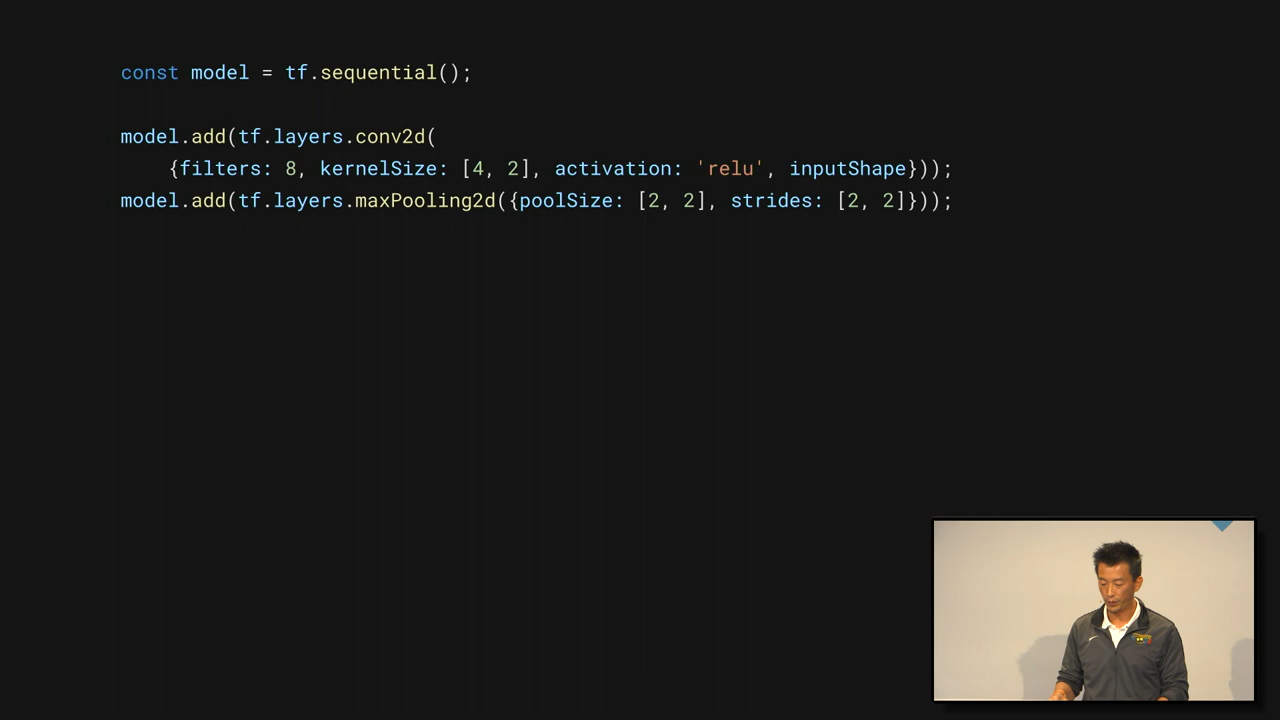 const model = tf.sequential();
model.add(tf.layers.conv2d(
{filters: 8, kernelSize: [4, 2], activation: 'relu', inputShape}));
model.add(tf.layers.maxPooling2d({poolSize: [2, 2], strides: [2, 2]}));